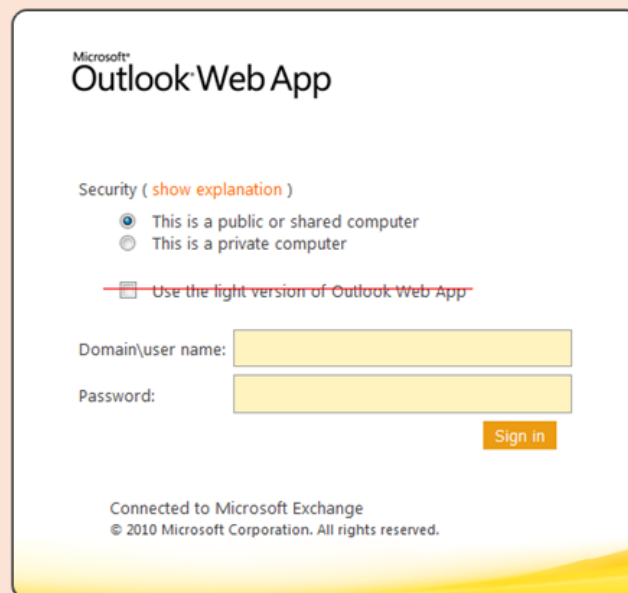 Microsoft®
Outlook® Web App
Security ( show explanation )
This is a public or shared computer
This is a private computer
Use the light version of Outlook Web App
Domain\user name:
Password:
Sign in
Connected to Microsoft Exchange
© 2010 Microsoft Corporation. All rights reserved.